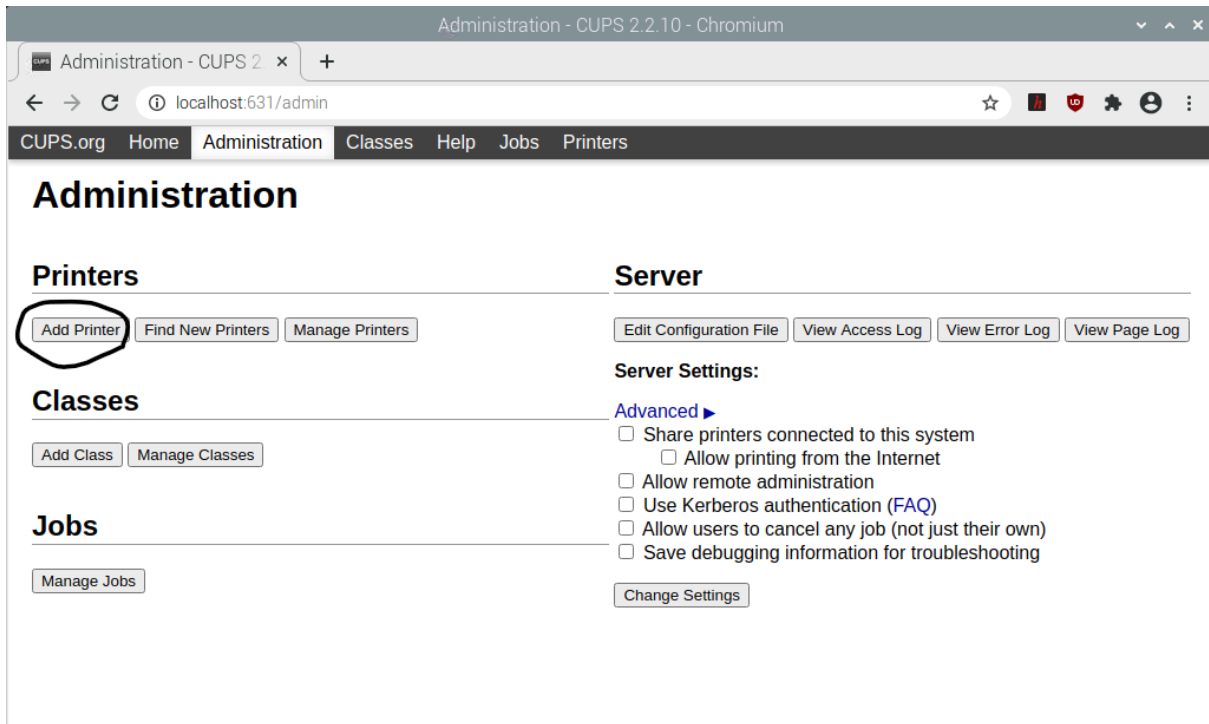 Administration - CUPS 2.2.10 - Chromium
Administration - CUPS 2
localhost:631/admin
CUPS.org Home Administration Classes Help Jobs Printers
Administration
Printers
Add Printer Find New Printers Manage Printers
Classes
Add Class Manage Classes
Jobs
Manage Jobs
Server
Edit Configuration File View Access Log View Error Log View Page Log
Server Settings:
Advanced ▶
Share printers connected to this system
Allow printing from the Internet
Allow remote administration
Use Kerberos authentication (FAQ)
Allow users to cancel any job (not just their own)
Save debugging information for troubleshooting
Change Settings